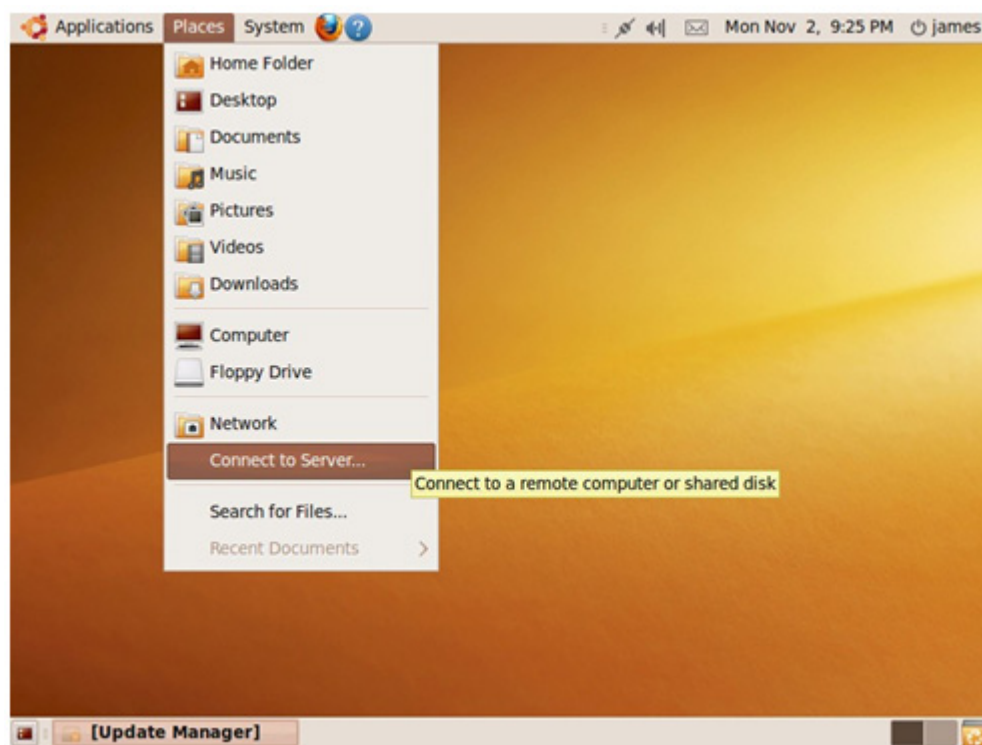 Applications Places System Mon Nov 2, 9:25 PM james
Home Folder
Desktop
Documents
Music
Pictures
Videos
Downloads
Computer
Floppy Drive
Network
Connect to Server...
Connect to a remote computer or shared disk
Search for Files...
Recent Documents
[Update Manager]